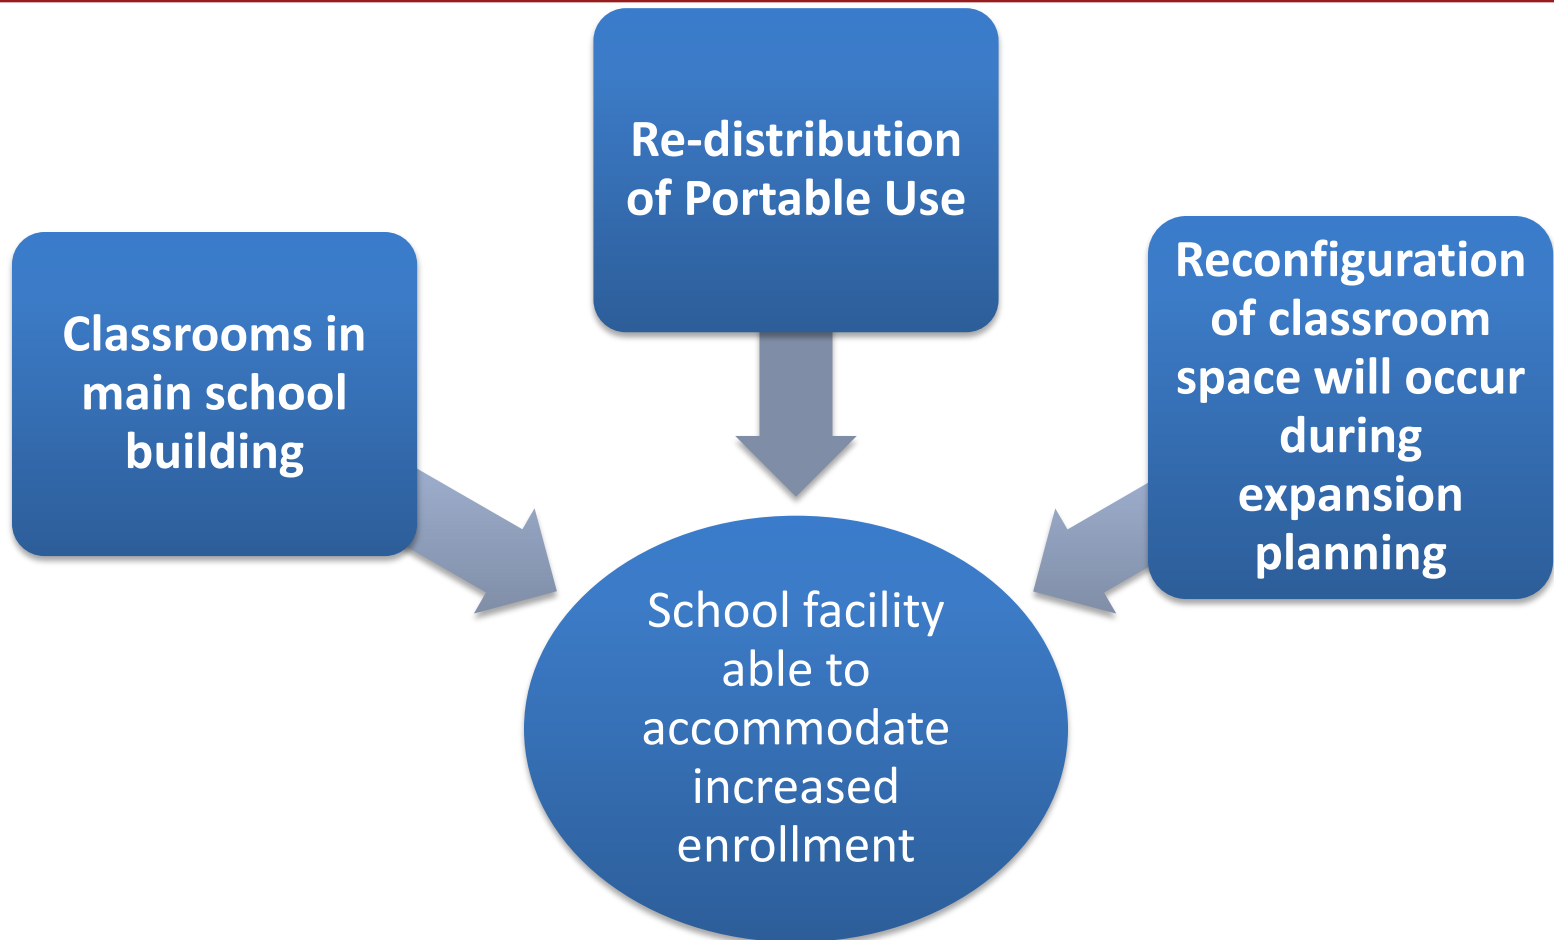 Classrooms in
main school
building
Re-distribution
of Portable Use
Reconfiguration
of classroom
space will occur
during
expansion
planning
School facility
able to
accommodate
increased
enrollment